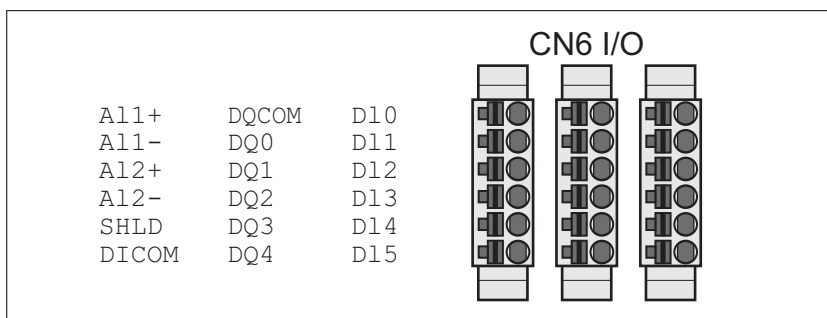 CN6 I/O
AI1+ DQCOM DI0
AI1- DQ0 DI1
AI2+ DQ1 DI2
AI2- DQ2 DI3
SHLD DQ3 DI4
DICOM DQ4 DI5